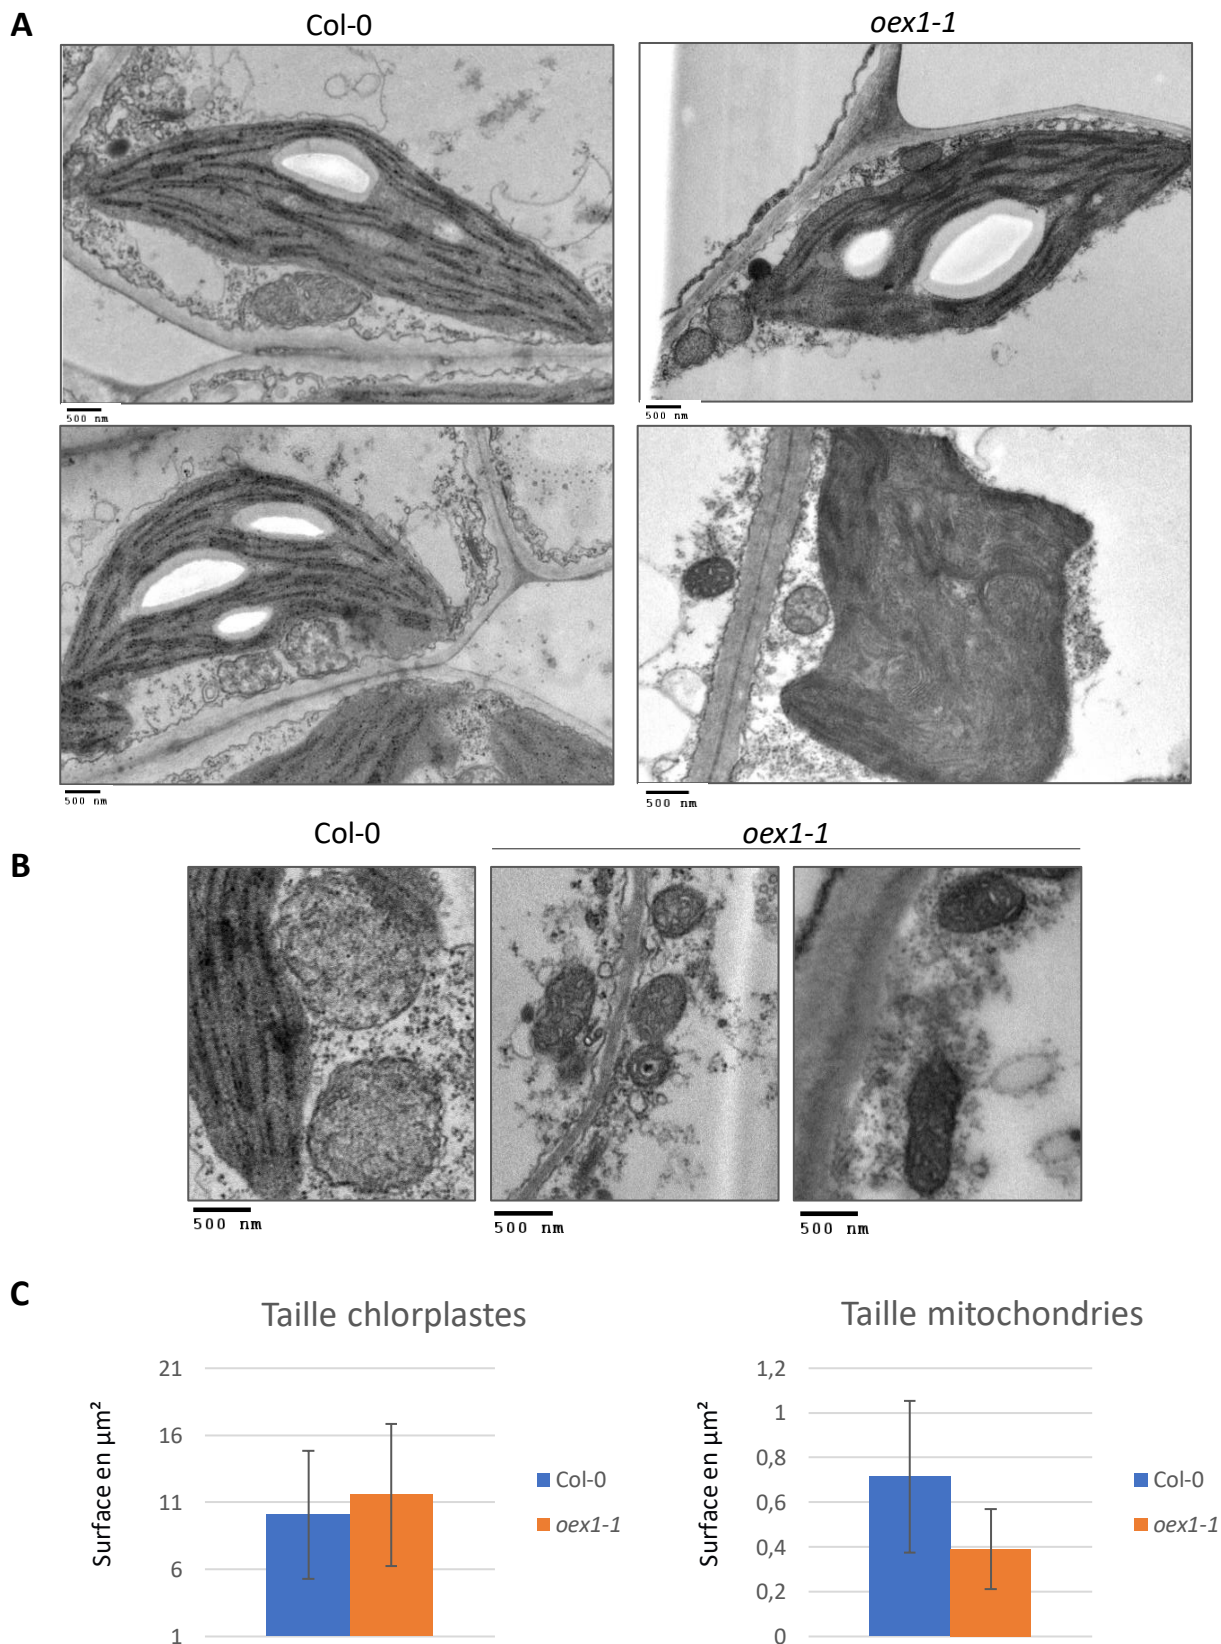 A
Col-0
oex1-1
500 nm
500 nm
500 nm
500 nm
B
Col-0
oex1-1
500 nm
500 nm
500 nm
C
Taille chlorplastes
Surface en µm²
21
16
11
6
1
Col-0
oex1-1
Taille mitochondries
Surface en µm²
1,2
1
0,8
0,6
0,4
0,2
0
Col-0
oex1-1